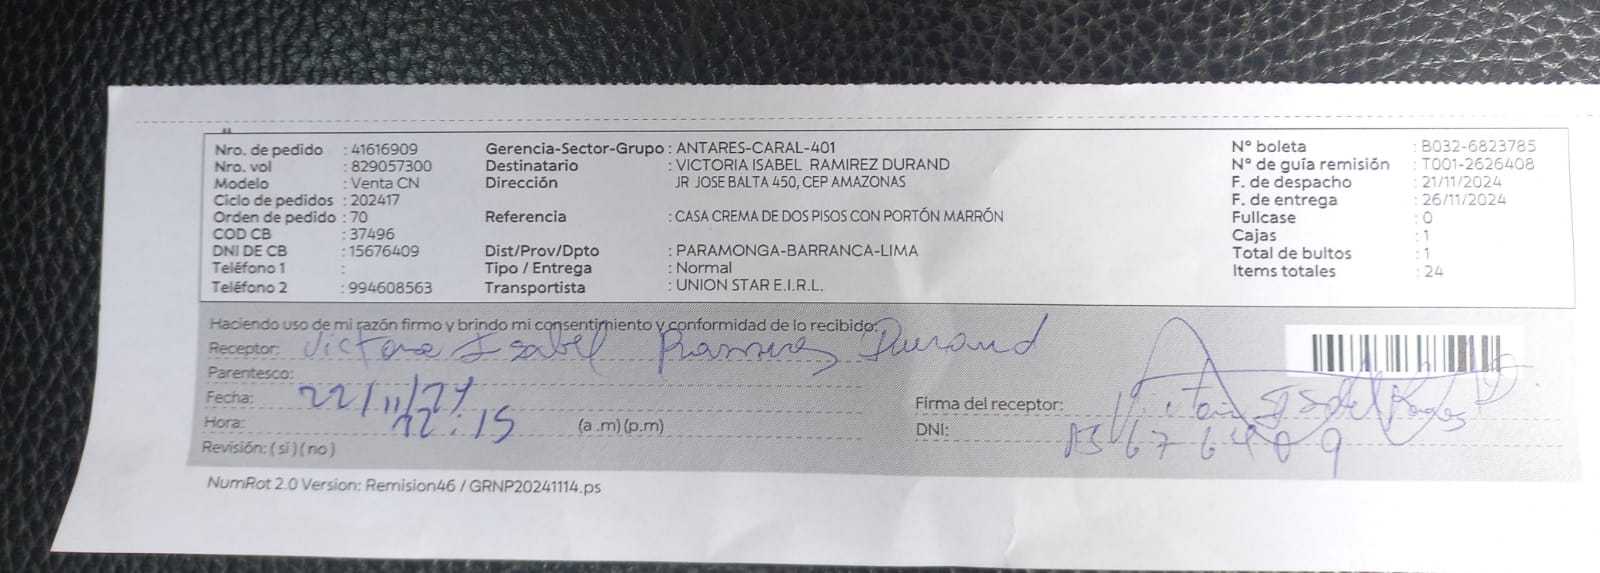 Nro. de pedido : 41616909
Nro. vol : 829057300
Modelo : Venta CN
Ciclo de pedidos : 202417
Orden de pedido : 70
COD CB : 37496
DNI DE CB : 15676409
Teléfono 1 :
Teléfono 2 : 994608563
Gerencia-Sector-Grupo : ANTARES-CARAL-401
Destinatario : VICTORIA ISABEL RAMIREZ DURAND
Dirección JR JOSE BALTA 450, CEP AMAZONAS
Referencia : CASA CREMA DE DOS PISOS CON PORTÓN MARRÓN
Dist/Prov/Dpto : PARAMONGA-BARRANCA-LIMA
Tipo / Entrega : Normal
Transportista : UNION STAR E.I.R.L.
N° boleta : B032-6823785
N° de guía remisión : T001-2626408
F. de despacho : 21/11/2024
F. de entrega : 26/11/2024
Fullcase : 0
Cajas : 1
Total de bultos : 1
Items totales : 24
Haciendo uso de mi razón firmo y brindo mi consentimiento y conformidad de lo recibido:
Receptor: Victoria Isabel Ramires Durand
Parentesco:
Fecha: 22/11/24
Hora: 12:15 (a .m) (p.m)
Revisión: ( si ) ( no )
Firma del receptor:
DNI: 15676409
NumRot 2.0 Version: Remision46 / GRNP20241114.ps